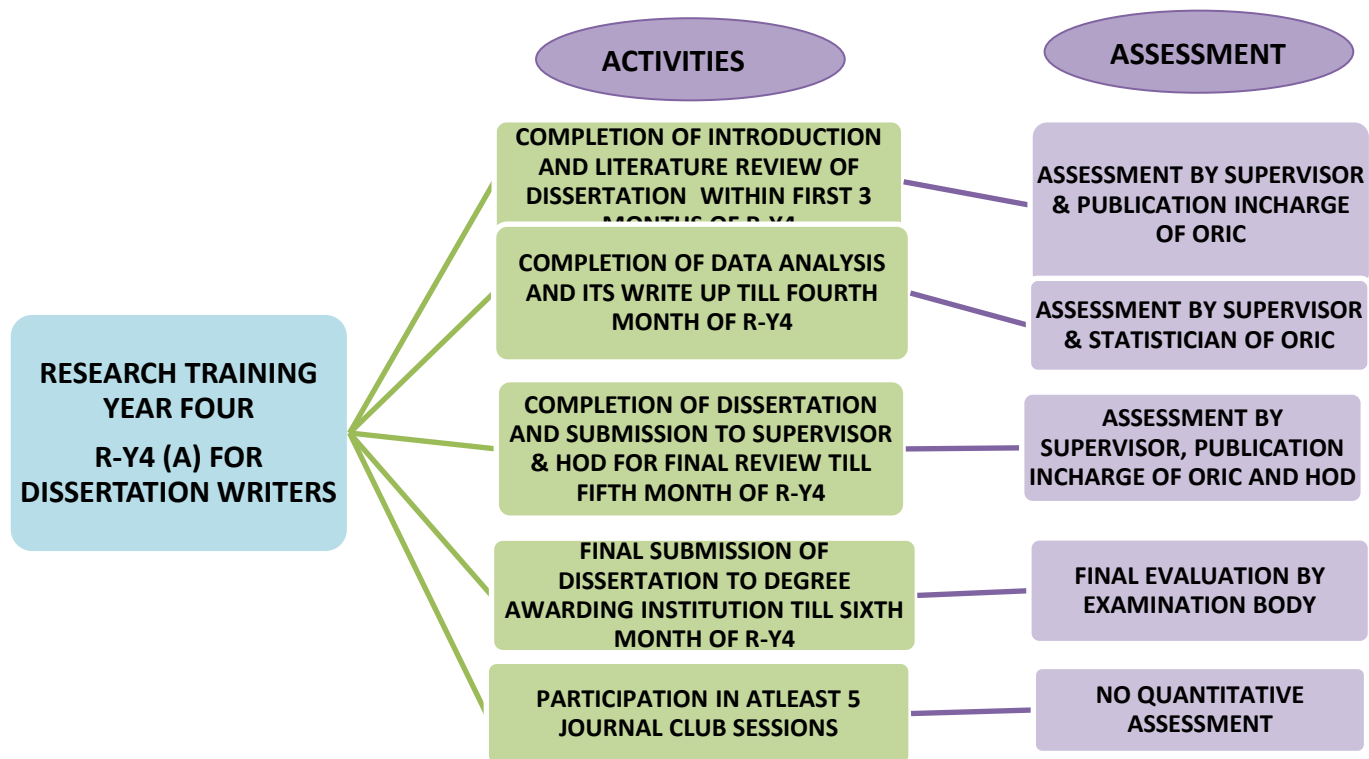 ACTIVITIES
ASSESSMENT
RESEARCH TRAINING
YEAR FOUR
R-Y4 (A) FOR
DISSERTATION WRITERS
COMPLETION OF INTRODUCTION
AND LITERATURE REVIEW OF
DISSERTATION WITHIN FIRST 3
MONTHS OF R-Y4
ASSESSMENT BY SUPERVISOR
& PUBLICATION INCHARGE
OF ORIC
COMPLETION OF DATA ANALYSIS
AND ITS WRITE UP TILL FOURTH
MONTH OF R-Y4
ASSESSMENT BY SUPERVISOR
& STATISTICIAN OF ORIC
COMPLETION OF DISSERTATION
AND SUBMISSION TO SUPERVISOR
& HOD FOR FINAL REVIEW TILL
FIFTH MONTH OF R-Y4
ASSESSMENT BY
SUPERVISOR, PUBLICATION
INCHARGE OF ORIC AND HOD
FINAL SUBMISSION OF
DISSERTATION TO DEGREE
AWARDING INSTITUTION TILL SIXTH
MONTH OF R-Y4
FINAL EVALUATION BY
EXAMINATION BODY
PARTICIPATION IN ATLEAST 5
JOURNAL CLUB SESSIONS
NO QUANTITATIVE
ASSESSMENT